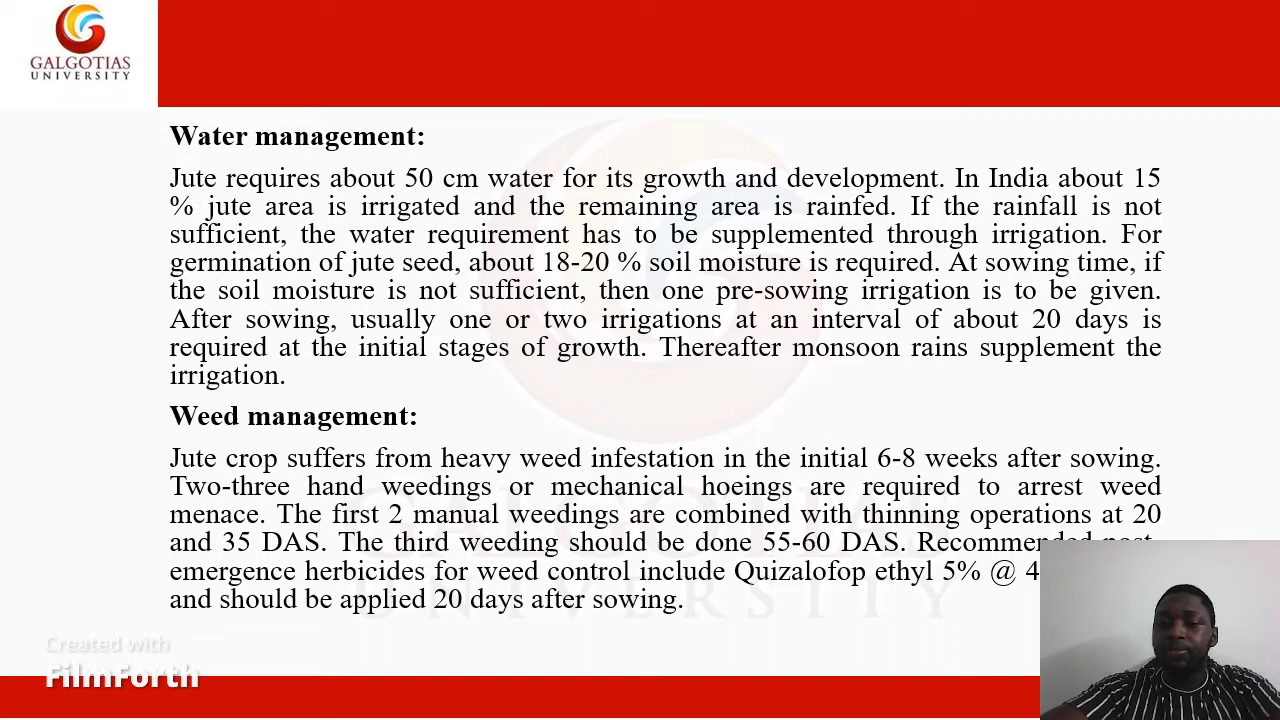 GALGOTIAS
UNIVERSITY
Water management:
Jute requires about 50 cm water for its growth and development. In India about 15
% jute area is irrigated and the remaining area is rainfed. If the rainfall is not
sufficient, the water requirement has to be supplemented through irrigation. For
germination of jute seed, about 18-20 % soil moisture is required. At sowing time, if
the soil moisture is not sufficient, then one pre-sowing irrigation is to be given.
After sowing, usually one or two irrigations at an interval of about 20 days is
required at the initial stages of growth. Thereafter monsoon rains supplement the
irrigation.
Weed management:
Jute crop suffers from heavy weed infestation in the initial 6-8 weeks after sowing.
Two-three hand weedings or mechanical hoeings are required to arrest weed
menace. The first 2 manual weedings are combined with thinning operations at 20
and 35 DAS. The third weeding should be done 55-60 DAS. Recommended post-
emergence herbicides for weed control include Quizalofop ethyl 5% @ 4
and should be applied 20 days after sowing.
Created with
FilmForth